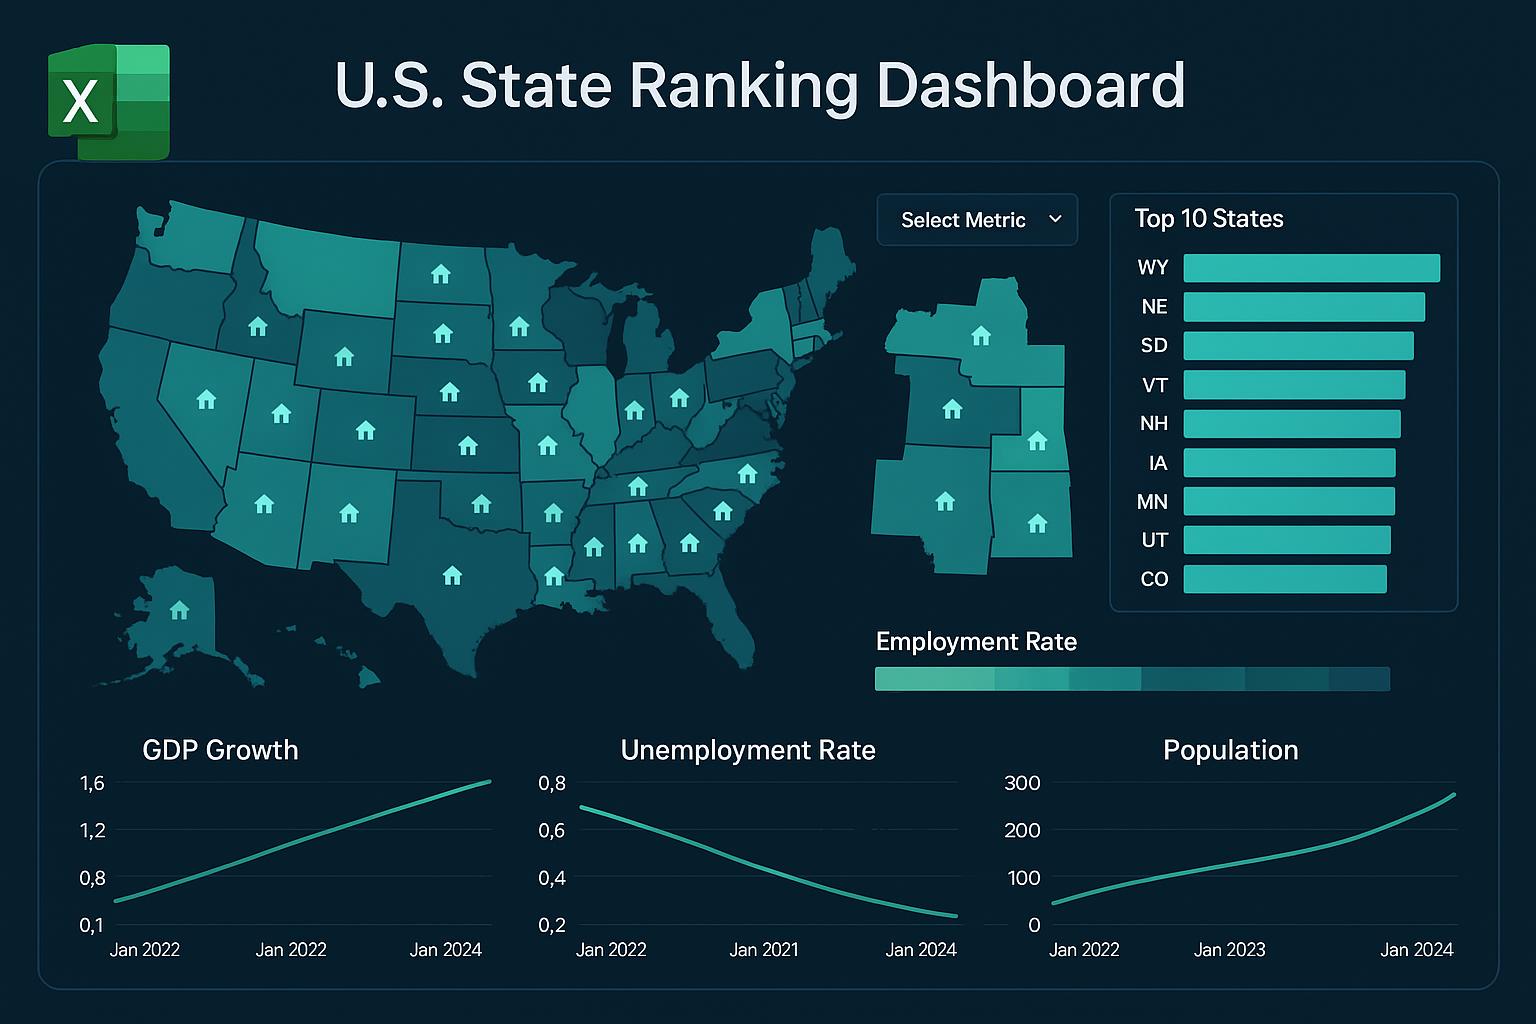 X
U.S. State Ranking Dashboard
Select Metric
Top 10 States
WY
NE
SD
VT
NH
IA
MN
UT
CO
Employment Rate
GDP Growth
1,6
1,2
0,8
0,1
Jan 2022 Jan 2022 Jan 2024
Unemployment Rate
0,8
0,6
0,4
0,2
Jan 2022 Jan 2021 Jan 2024
Population
300
200
100
0
Jan 2022 Jan 2023 Jan 2024